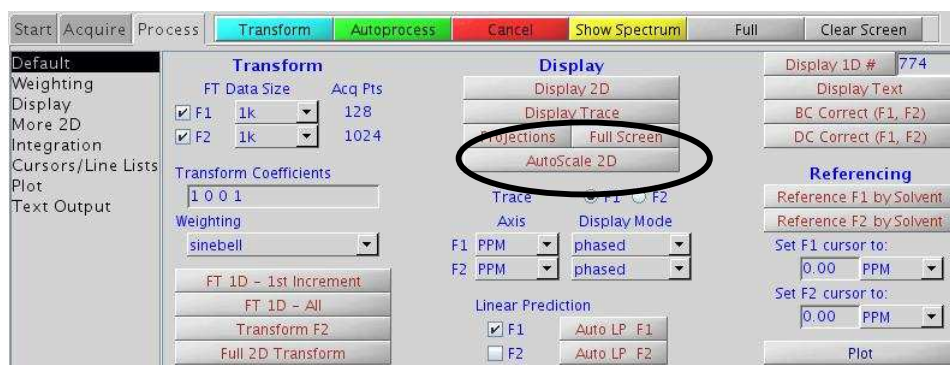 Start Acquire Process Transform Autoprocess Cancel Show Spectrum Full Clear Screen
Default
Weighting
Display
More 2D
Integration
Cursors/Line Lists
Plot
Text Output
Transform
FT Data Size Acq Pts
F1 1k 128
F2 1k 1024
Transform Coefficients
1 0 0 1
Weighting
sinebell
FT 1D - 1st Increment
FT 1D - All
Transform F2
Full 2D Transform
Display
Display 2D
Display Trace
Projections Full Screen
AutoScale 2D
Trace F1 F2
Axis Display Mode
F1 PPM phased
F2 PPM phased
Linear Prediction
F1 Auto LP F1
F2 Auto LP F2
Display 1D # 774
Display Text
BC Correct (F1, F2)
DC Correct (F1, F2)
Referencing
Reference F1 by Solvent
Reference F2 by Solvent
Set F1 cursor to:
0.00 PPM
Set F2 cursor to:
0.00 PPM
Plot